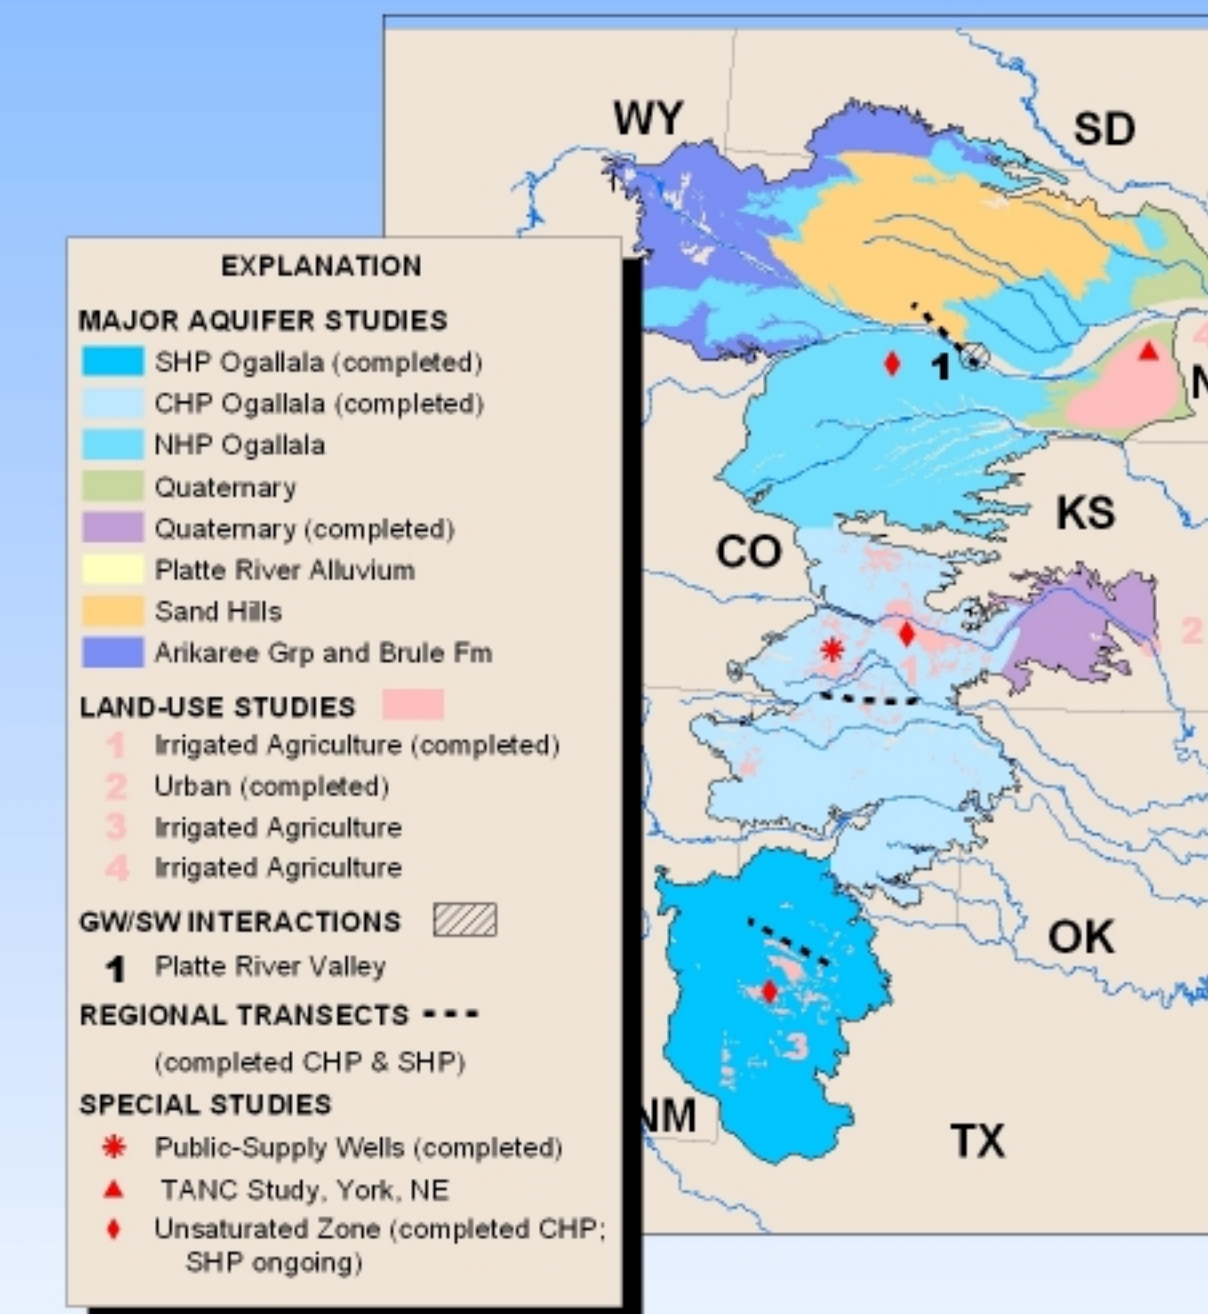 WY
SD
EXPLANATION
MAJOR AQUIFER STUDIES
SHP Ogallala (completed)
CHP Ogallala (completed)
NHP Ogallala
Quaternary
Quaternary (completed)
Platte River Alluvium
Sand Hills
Arikaree Grp and Brule Fm
LAND-USE STUDIES
1 Irrigated Agriculture (completed)
2 Urban (completed)
3 Irrigated Agriculture
4 Irrigated Agriculture
GW/SW INTERACTIONS
1 Platte River Valley
REGIONAL TRANSECTS
(completed CHP & SHP)
SPECIAL STUDIES
Public-Supply Wells (completed)
TANC Study, York, NE
Unsaturated Zone (completed CHP;
SHP ongoing)
4
1
N
KS
CO
2
1
OK
3
NM
TX